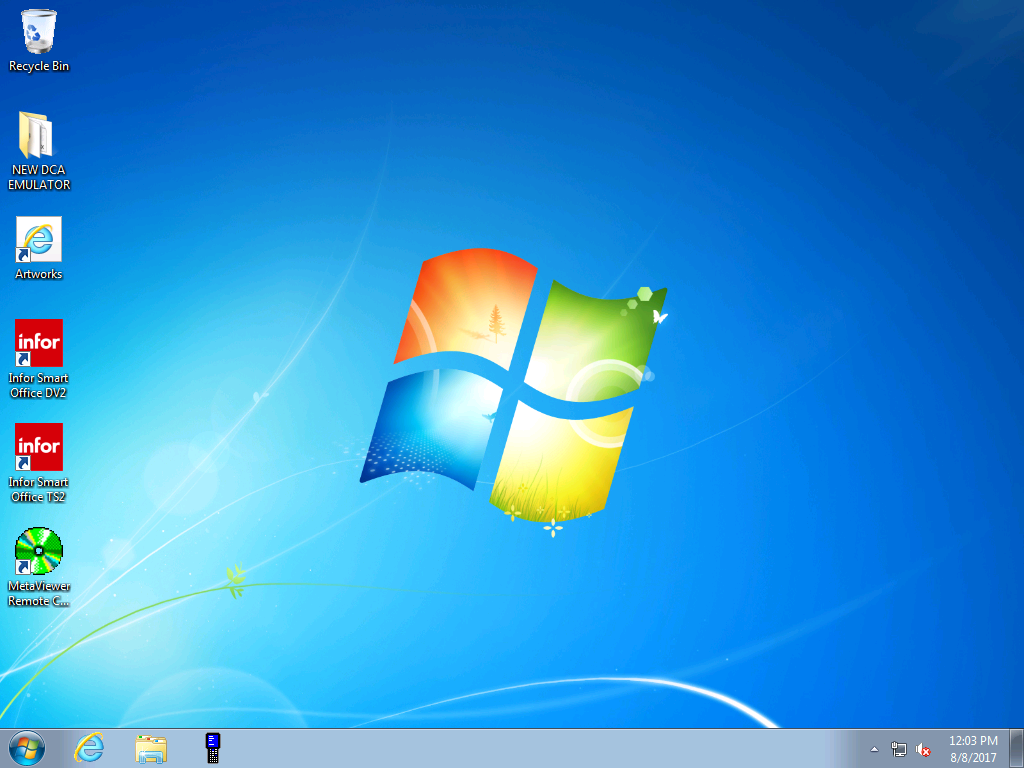 Recycle Bin
NEW DCA
EMULATOR
Artworks
infor
Infor Smart
Office DV2
infor
Infor Smart
Office TS2
MetaViewer
Remote C...
12:03 PM
8/8/2017